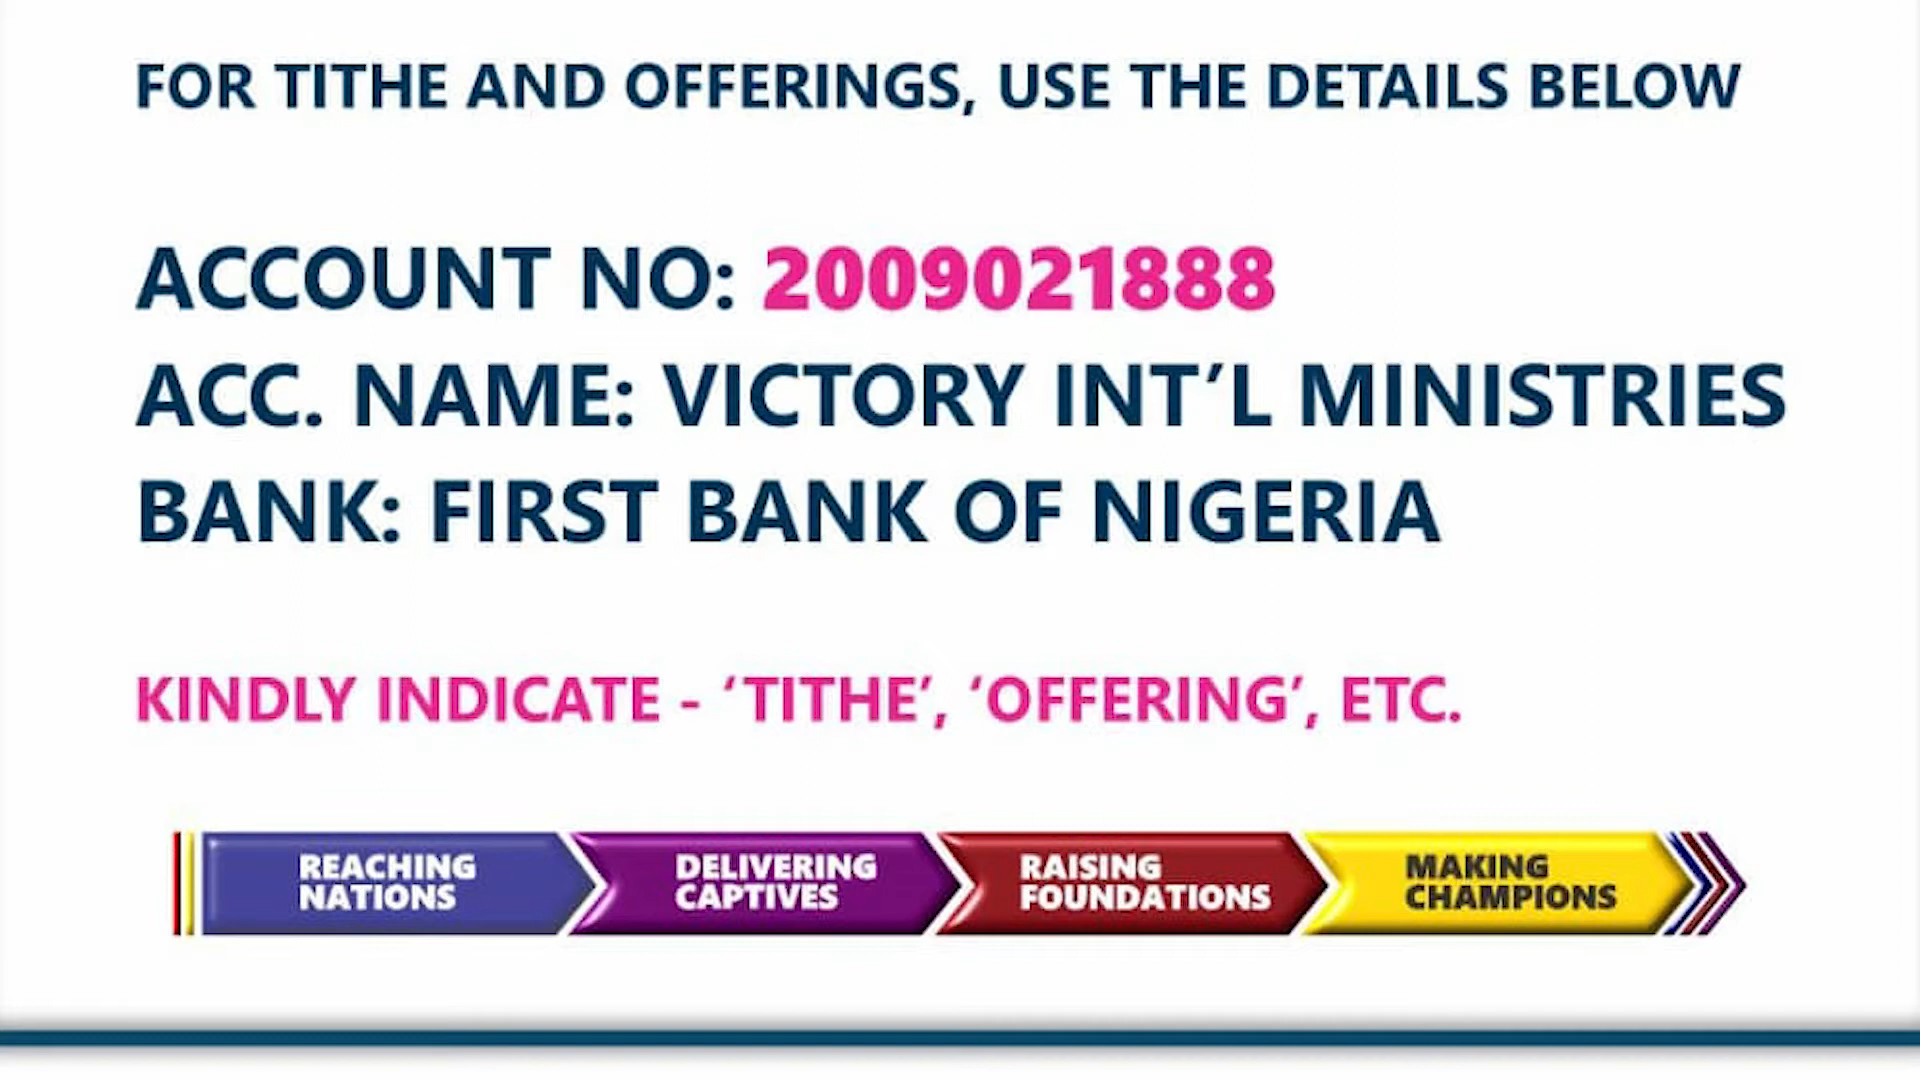 FOR TITHE AND OFFERINGS, USE THE DETAILS BELOW
ACCOUNT NO: 2009021888
ACC. NAME: VICTORY INT’L MINISTRIES
BANK: FIRST BANK OF NIGERIA
KINDLY INDICATE - ‘TITHE’, ‘OFFERING’, ETC.
REACHING
NATIONS
DELIVERING
CAPTIVES
RAISING
FOUNDATIONS
MAKING
CHAMPIONS